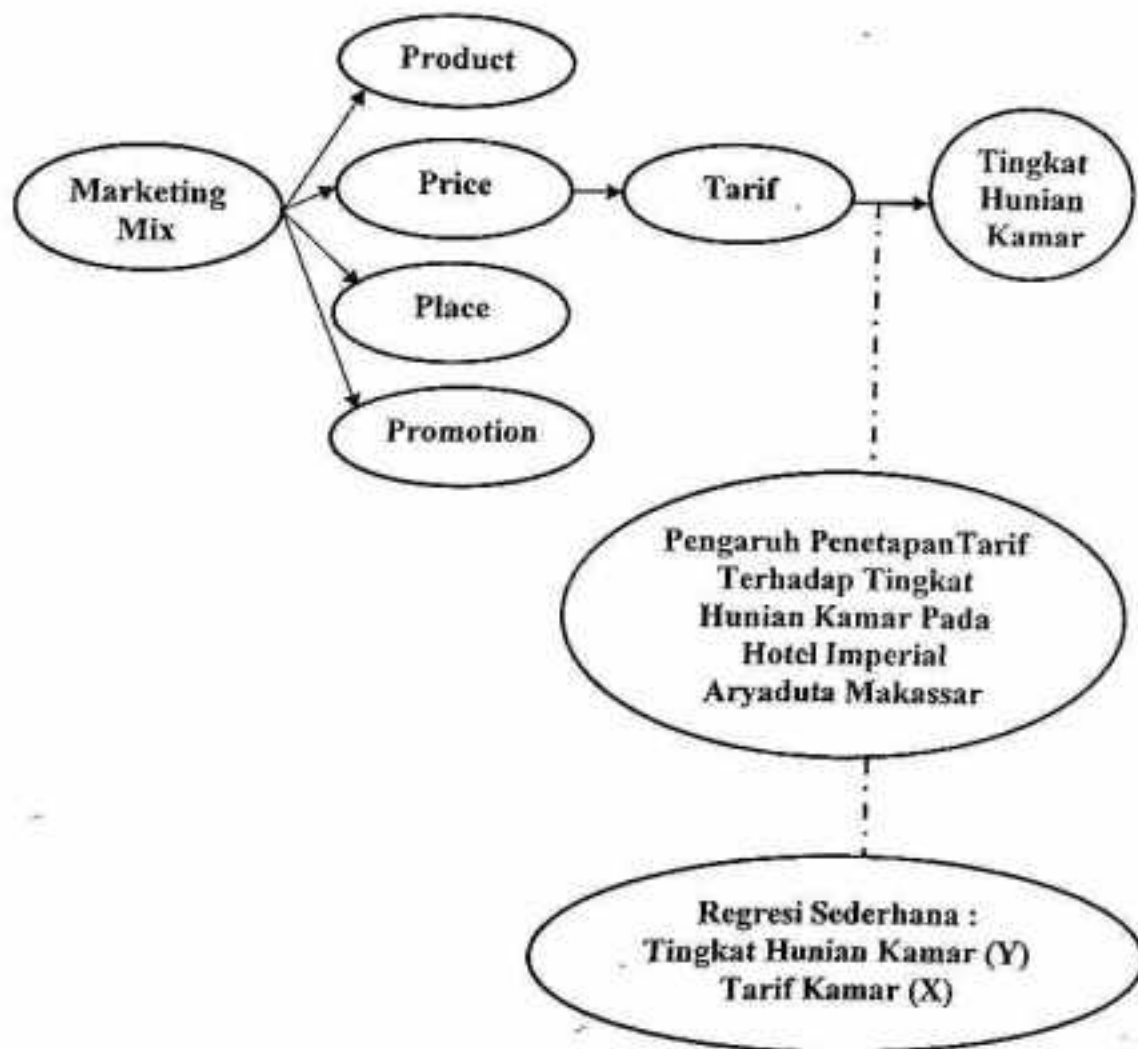 Product
Marketing
Mix
Price
Tarif
Tingkat
Hunian
Kamar
Place
Promotion
Pengaruh PenetapanTarif
Terhadap Tingkat
Hunian Kamar Pada
Hotel Imperial
Aryaduta Makassar
Regresi Sederhana :
Tingkat Hunian Kamar (Y)
Tarif Kamar (X)